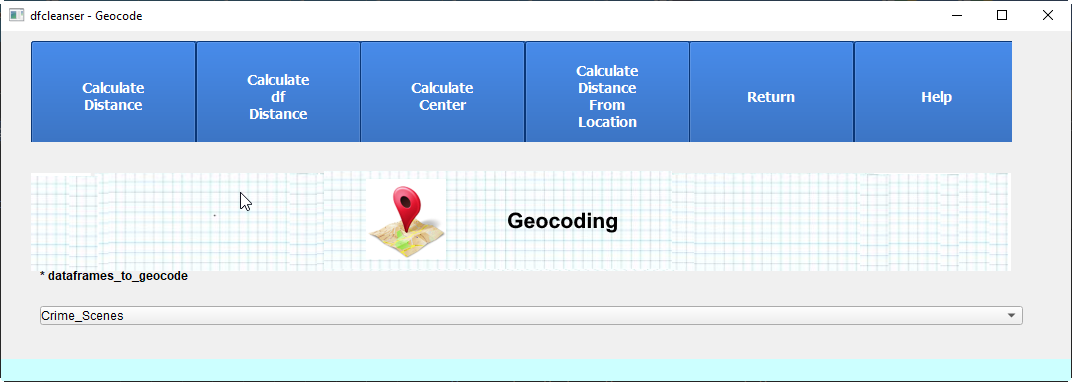 dfcleanser - Geocode
Calculate
Distance
Calculate
df
Distance
Calculate
Center
Calculate
Distance
From
Location
Return
Help
Geocoding
* dataframes_to_geocode
Crime_Scenes